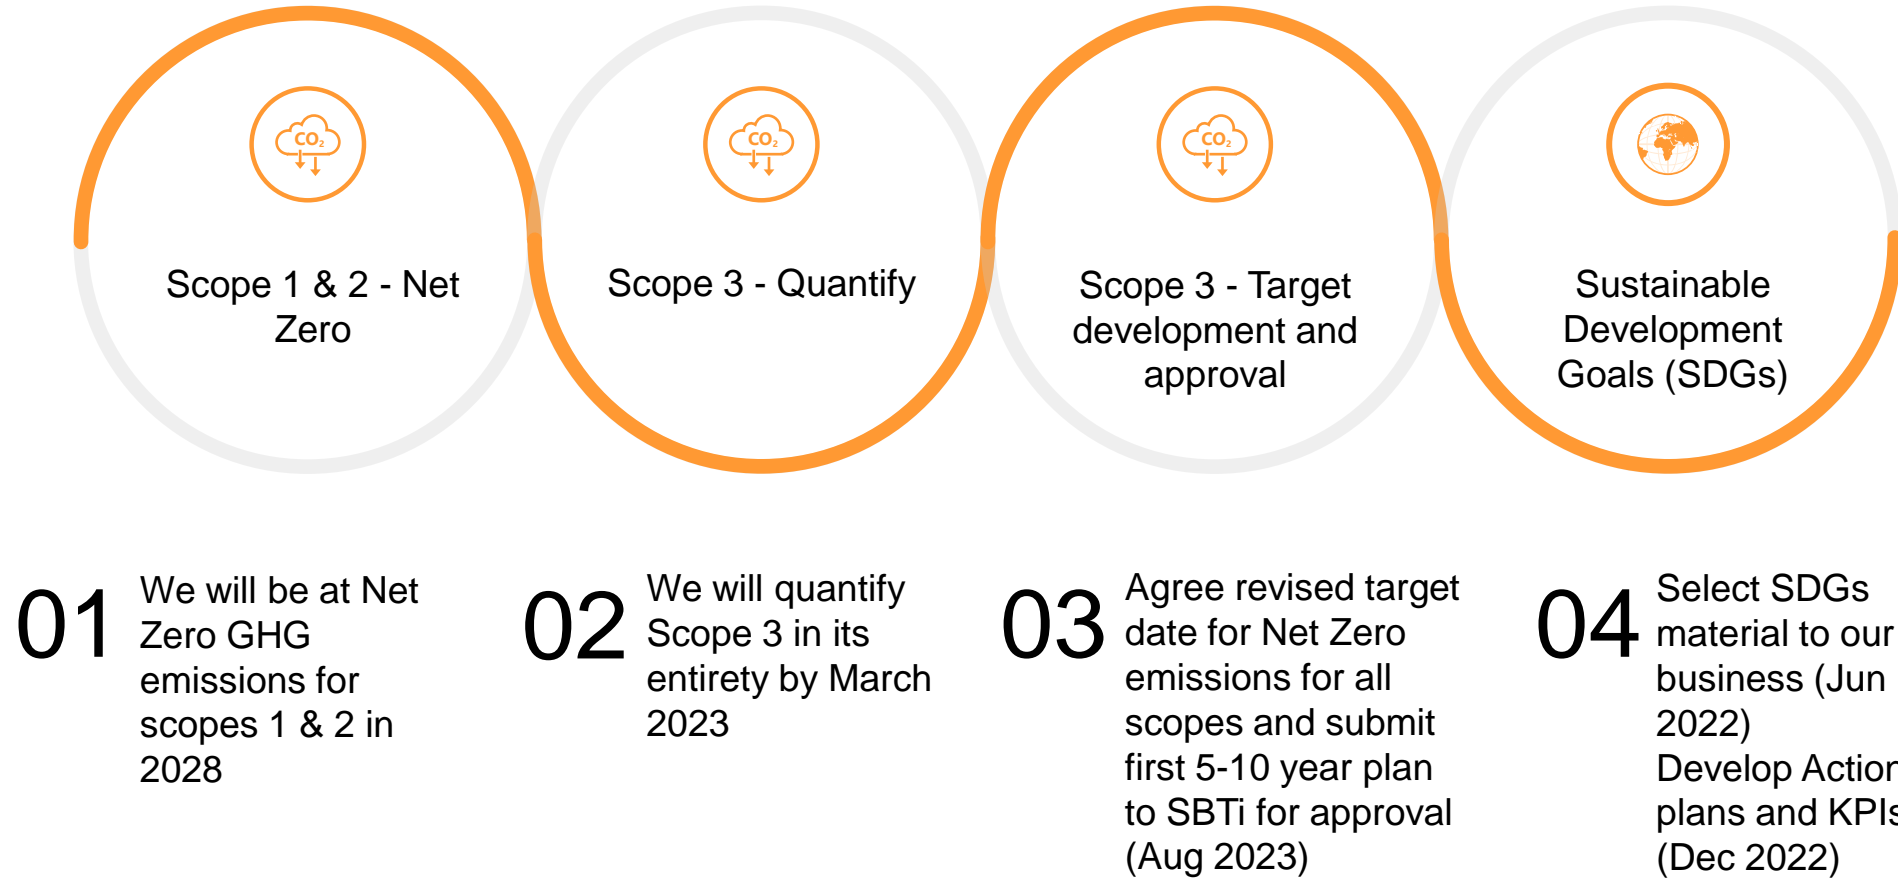 CO₂
Scope 1 & 2 - Net
Zero
CO₂
Scope 3 - Quantify
CO₂
Scope 3 - Target
development and
approval
Sustainable
Development
Goals (SDGs)
01
We will be at Net
Zero GHG
emissions for
scopes 1 & 2 in
2028
02
We will quantify
Scope 3 in its
entirety by March
2023
03
Agree revised target
date for Net Zero
emissions for all
scopes and submit
first 5-10 year plan
to SBTi for approval
(Aug 2023)
04
Select SDGs
material to our
business (Jun
2022)
Develop Action
plans and KPIs
(Dec 2022)